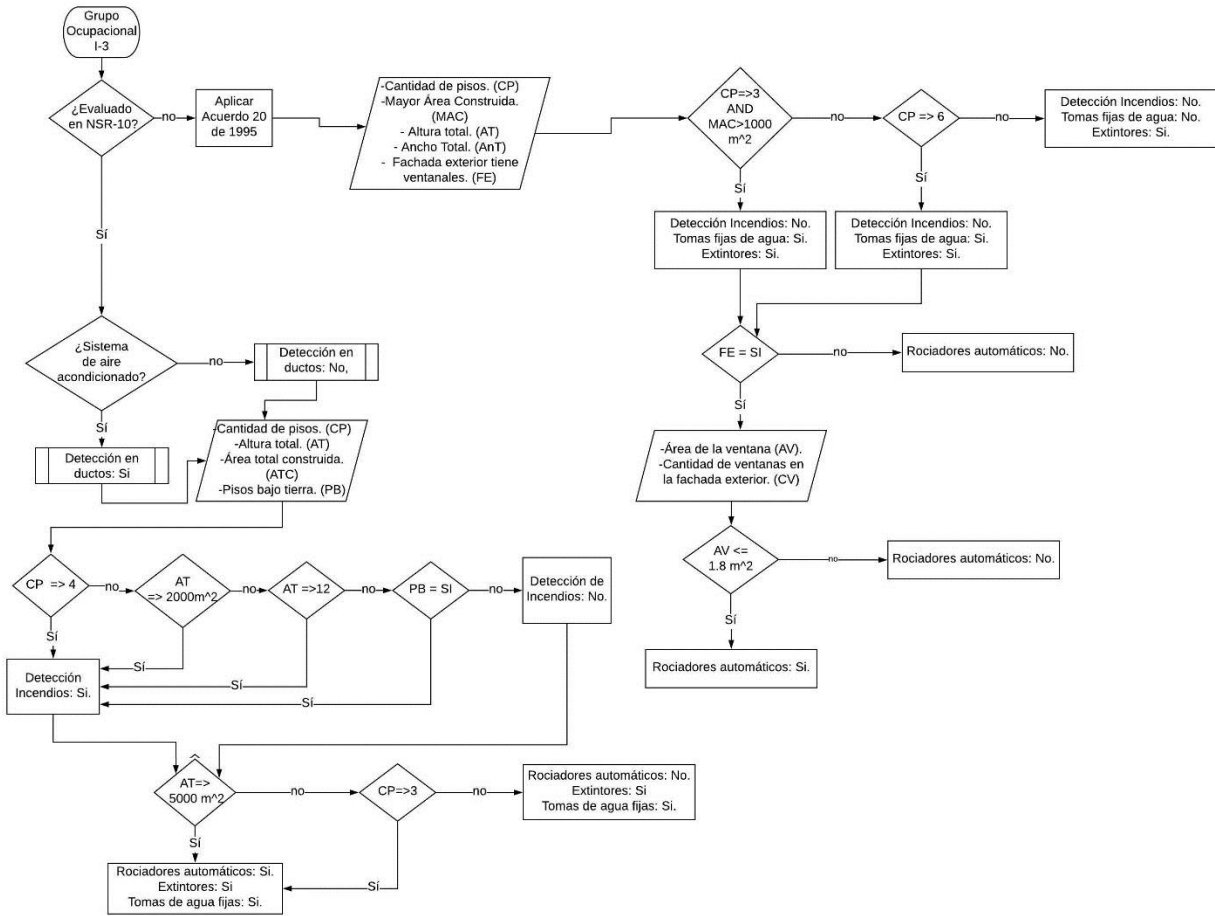 Grupo
Ocupacional
I-3
¿Evaluado
en NSR-10?
no
Aplicar
Acuerdo 20
de 1995
-Cantidad de pisos. (CP)
-Mayor Área Construida.
(MAC)
- Altura total. (AT)
- Ancho Total. (AnT)
- Fachada exterior tiene
ventanales. (FE)
CP=>3
AND
MAC>1000
m^2
no
CP => 6
no
Detección Incendios: No.
Tomas fijas de agua: No.
Extintores: Si.
Sí
Sí
Detección Incendios: No.
Tomas fijas de agua: Si.
Extintores: Si.
Detección Incendios: No.
Tomas fijas de agua: Si.
Extintores: Si.
FE = SI
no
Rociadores automáticos: No.
Sí
-Área de la ventana (AV).
-Cantidad de ventanas en
la fachada exterior. (CV)
AV <=
1.8 m^2
no
Rociadores automáticos: No.
Sí
Rociadores automáticos: Si.
Sí
¿Sistema
de aire
acondicionado?
no
Detección en
ductos: No,
Sí
Detección en
ductos: Si
-Cantidad de pisos. (CP)
-Altura total. (AT)
-Área total construida.
(ATC)
-Pisos bajo tierra. (PB)
CP => 4
no
AT
=> 2000m^2
no
AT =>12
no
PB = SI
no
Detección de
Incendios: No.
Sí
Sí
Sí
Sí
Detección
Incendios: Si.
AT=>
5000 m^2
no
CP=>3
no
Rociadores automáticos: No.
Extintores: Si
Tomas de agua fijas: Si.
Sí
Sí
Rociadores automáticos: Si.
Extintores: Si
Tomas de agua fijas: Si.